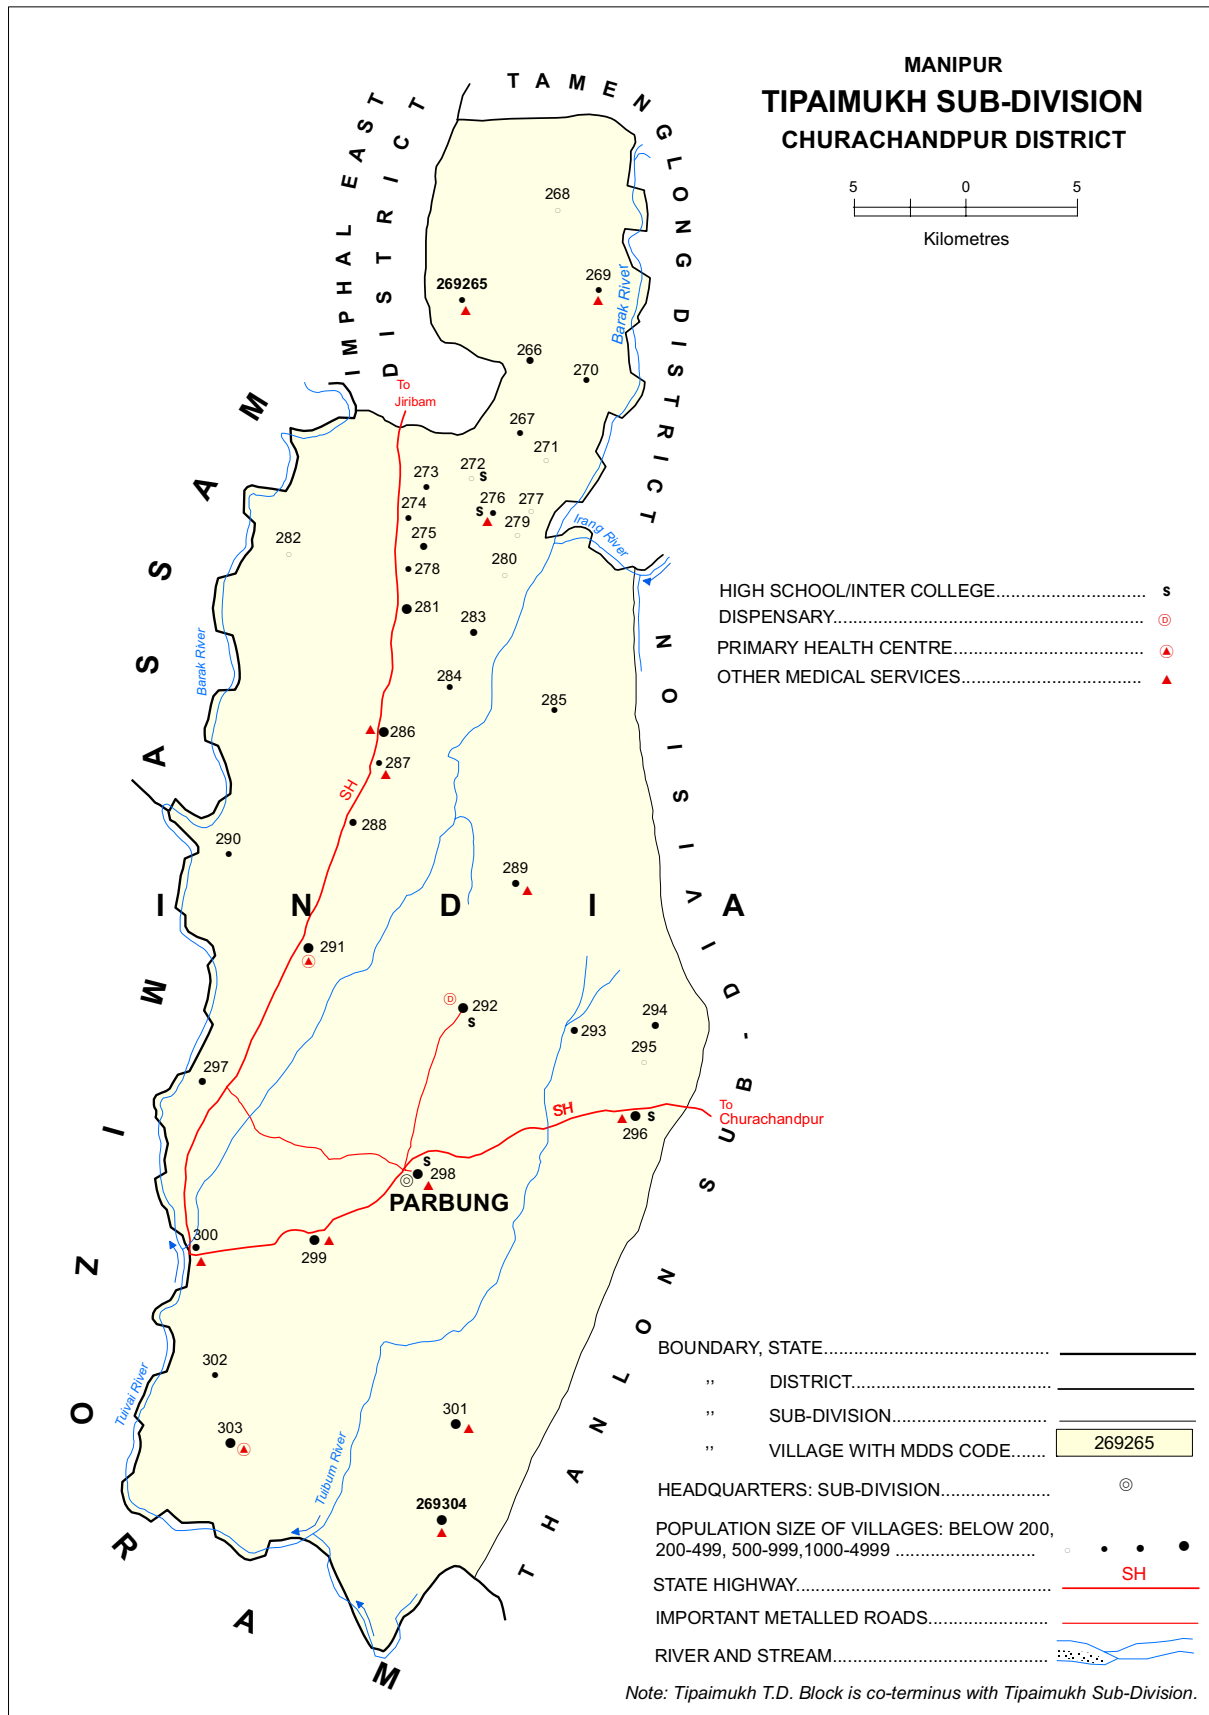 MANIPUR
TIPAIMUKH SUB-DIVISION
CHURACHANDPUR DISTRICT
5 0 5
Kilometres
IMPHAL EAST
DISTRICT
TAMENGLONG DISTRICT
268
269265
269
Barak River
266
270
To
Jiribam
267
271
272
s
273
274
276
s
277
279
275
Irang River
282
278
280
281
283
284
285
286
287
SH
288
289
290
Barak River
ASSAM
INDIA
291
D
292
s
293
294
295
297
SH
296
s
To
Churachandpur
s
298
PARBUNG
300
299
302
303
301
269304
Tuivai River
Tuibum River
MIZORAM
THANLON SUB-DIVISION
HIGH SCHOOL/INTER COLLEGE............................. s
DISPENSARY............................................................. D
PRIMARY HEALTH CENTRE.....................................
OTHER MEDICAL SERVICES...................................
BOUNDARY, STATE............................................
,, DISTRICT.......................................
,, SUB-DIVISION..............................
,, VILLAGE WITH MDDS CODE...... 269265
HEADQUARTERS: SUB-DIVISION......................
POPULATION SIZE OF VILLAGES: BELOW 200,
200-499, 500-999,1000-4999 ...........................
STATE HIGHWAY................................................. SH
IMPORTANT METALLED ROADS.......................
RIVER AND STREAM..........................................
Note: Tipaimukh T.D. Block is co-terminus with Tipaimukh Sub-Division.